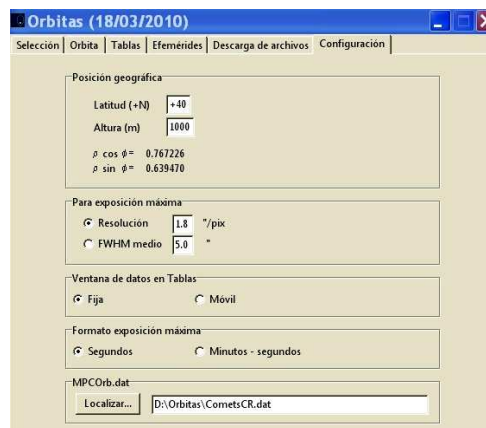 Orbitas (18/03/2010)
Selección Orbita Tablas Efemérides Descarga de archivos Configuración
Posición geográfica
Latitud (+N) +40
Altura (m) 1000
ρ cos φ = 0.767226
ρ sin φ = 0.639470
Para exposición máxima
Resolución 1.8 "/pix
FWHM medio 5.0 "
Ventana de datos en Tablas
Fija Móvil
Formato exposición máxima
Segundos Minutos - segundos
MPCOrb.dat
Localizar... D:\Orbitas\CometsCR.dat